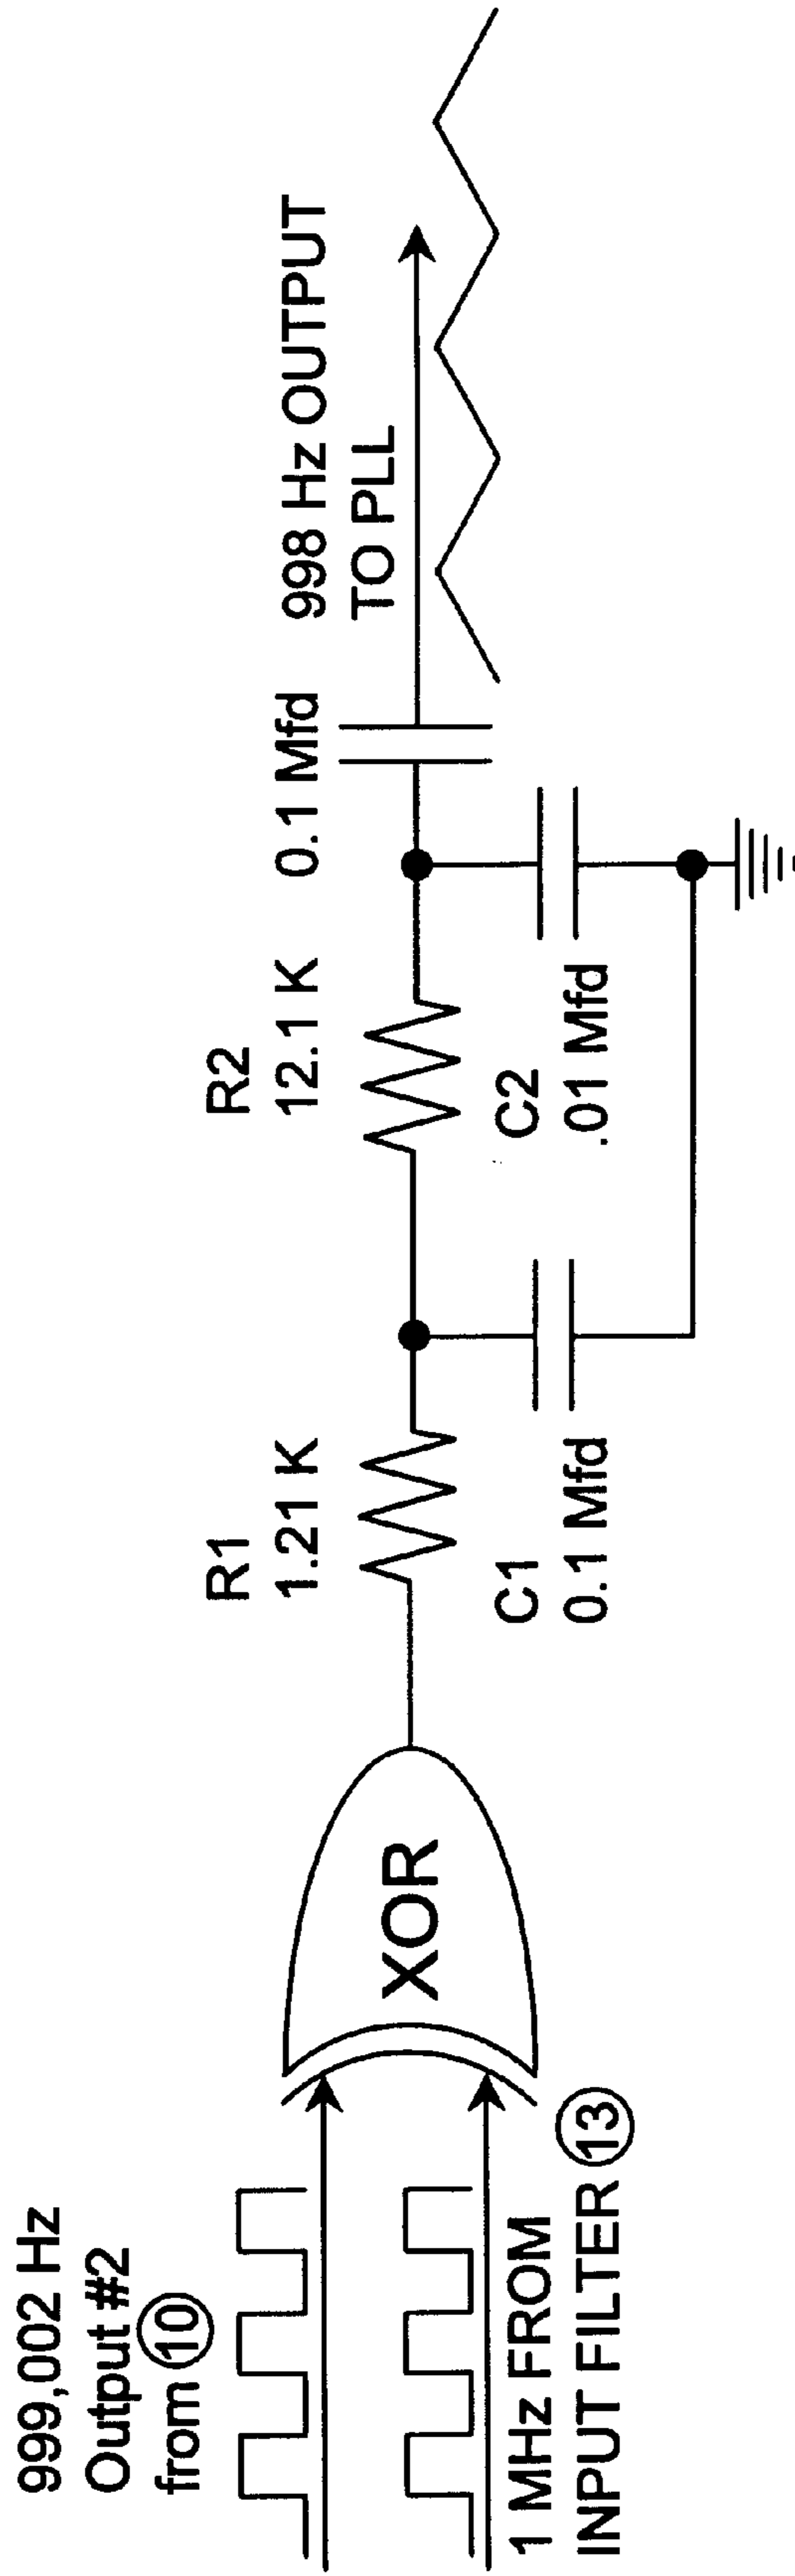 999,002 Hz
Output #2
from 10
1 MHz FROM
INPUT FILTER 13
XOR
R1
1.21 K
C1
0.1 Mfd
R2
12.1 K
C2
.01 Mfd
0.1 Mfd
998 Hz OUTPUT
TO PLL